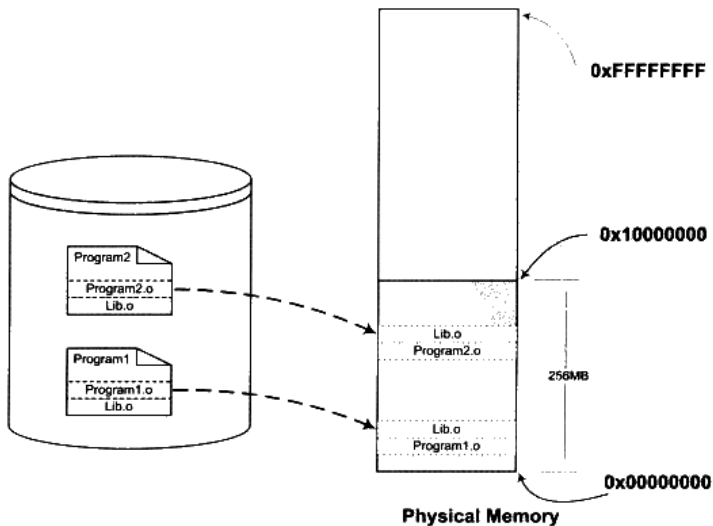 0xFFFFFFFF
0x10000000
Program2
Program2.o
Lib.o
Program1
Program1.o
Lib.o
Lib.o
Program2.o
256MB
Lib.o
Program1.o
0x00000000
Physical Memory